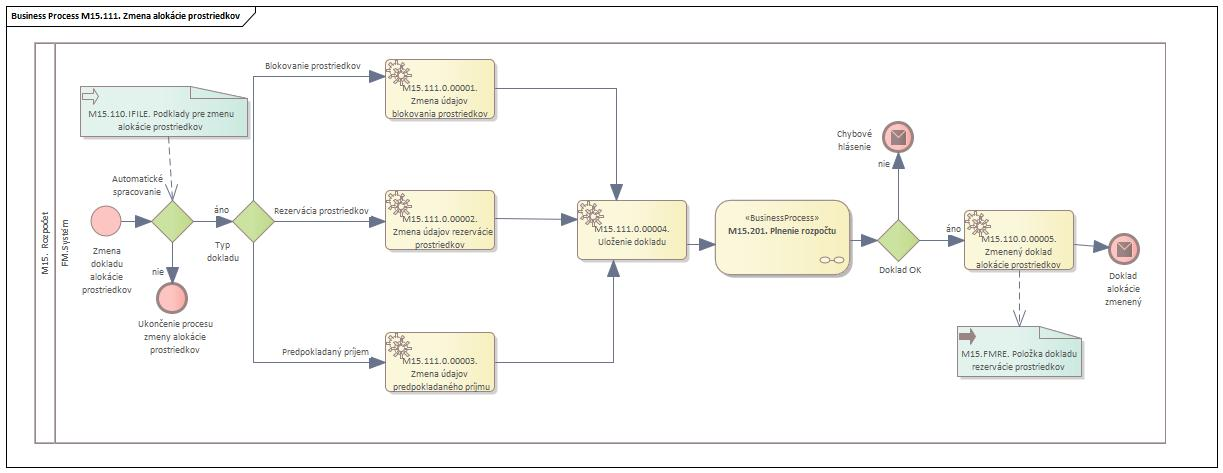 Business Process M15.111. Zmena alokácie prostriedkov
M15. Rozpočet
FM.Systém
M15.110.IFILE. Podklady pre zmenu
alokácie prostriedkov
Automatické
spracovanie
Zmena
dokladu
alokácie
prostriedkov
áno
nie
Ukončenie procesu
zmeny alokácie
prostriedkov
Typ
dokladu
Blokovanie prostriedkov
Rezervácia prostriedkov
Predpokladaný príjem
M15.111.0.00001.
Zmena údajov
blokovania prostriedkov
M15.111.0.00002.
Zmena údajov rezervácie
prostriedkov
M15.111.0.00003.
Zmena údajov
predpokladaného príjmu
M15.111.0.00004.
Uloženie dokladu
«BusinessProcess»
M15.201. Plnenie rozpočtu
Chybové
hlásenie
nie
Doklad OK
áno
M15.110.0.00005.
Zmenený doklad
alokácie prostriedkov
Doklad
alokácie
zmenený
M15.FMRE. Položka dokladu
rezervácie prostriedkov